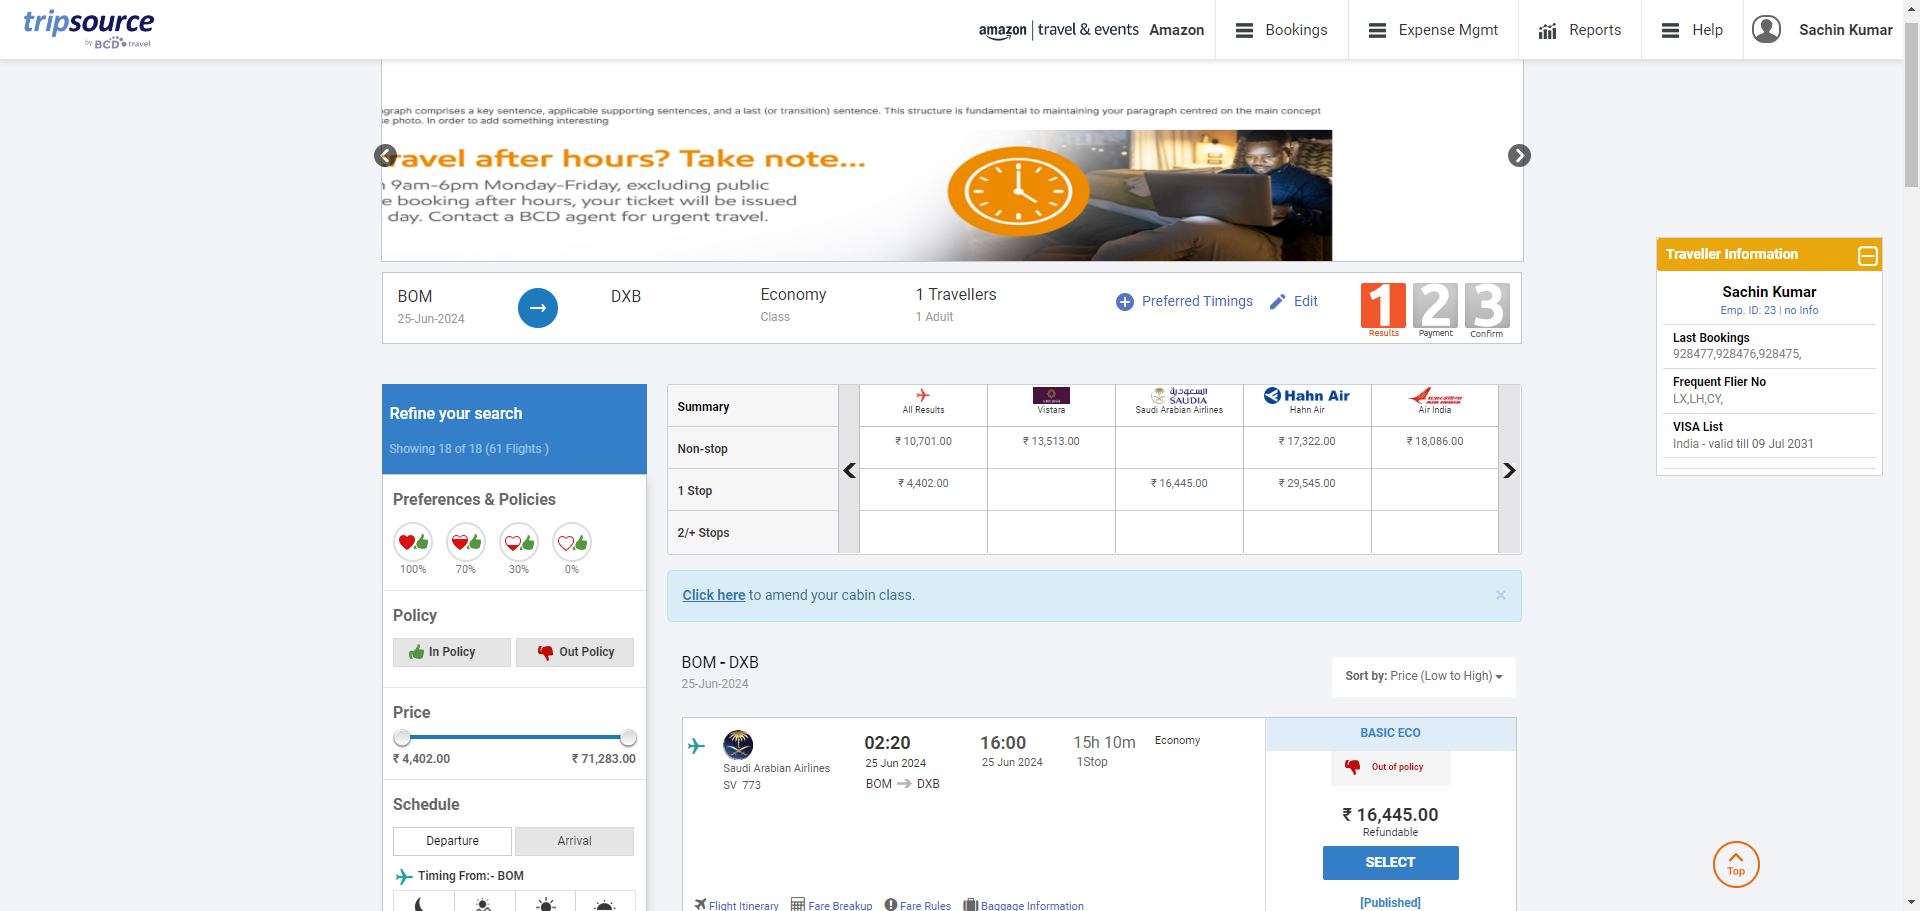 tripsource
by BCD travel
amazon travel & events Amazon
Bookings
Expense Mgmt
Reports
Help
Sachin Kumar
graph comprises a key sentence, applicable supporting sentences, and a last (or transition) sentence. This structure is fundamental to maintaining your paragraph centred on the main concept
e photo. In order to add something interesting
ravel after hours? Take note...
9am-6pm Monday-Friday, excluding public
e booking after hours, your ticket will be issued
day. Contact a BCD agent for urgent travel.
BOM
25-Jun-2024
DXB
Economy
Class
1 Travellers
1 Adult
Preferred Timings
Edit
1 2 3
Results Payment Confirm
Traveller Information
Sachin Kumar
Emp. ID: 23 | no Info
Last Bookings
928477,928476,928475,
Frequent Flier No
LX,LH,CY,
VISA List
India - valid till 09 Jul 2031
Refine your search
Showing 18 of 18 (61 Flights )
Preferences & Policies
100% 70% 30% 0%
Policy
In Policy Out Policy
Price
₹ 4,402.00 ₹ 71,283.00
Schedule
Departure Arrival
Timing From:- BOM
Summary
All Results
Vistara
السعودية
SAUDIA
Saudi Arabian Airlines
Hahn Air
Hahn Air
AIR INDIA
Air India
Non-stop ₹ 10,701.00 ₹ 13,513.00 ₹ 17,322.00 ₹ 18,086.00
1 Stop ₹ 4,402.00 ₹ 16,445.00 ₹ 29,545.00
2/+ Stops
Click here to amend your cabin class.
×
BOM - DXB
25-Jun-2024
Sort by: Price (Low to High)
Saudi Arabian Airlines
SV 773
02:20
25 Jun 2024
BOM DXB
16:00
25 Jun 2024
15h 10m
1Stop
Economy
BASIC ECO
Out of policy
₹ 16,445.00
Refundable
SELECT
[Published]
Flight Itinerary Fare Breakup Fare Rules Baggage Information
Top